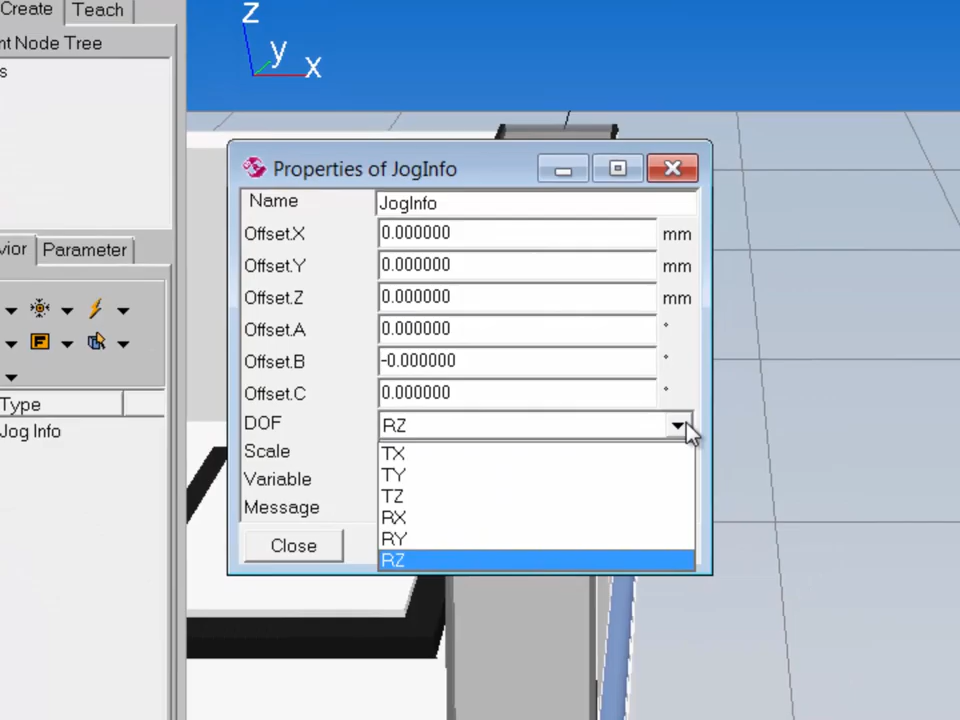 Create Teach
Z
y
X
nt Node Tree
s
Properties of JogInfo
Name JogInfo
Offset.X 0.000000 mm
Offset.Y 0.000000 mm
Offset.Z 0.000000 mm
Offset.A 0.000000 °
Offset.B -0.000000 °
Offset.C 0.000000 °
DOF RZ
Scale TX
TY
Variable
TZ
Message
RX
RY
RZ
Close
vior Parameter
F
Type
Jog Info